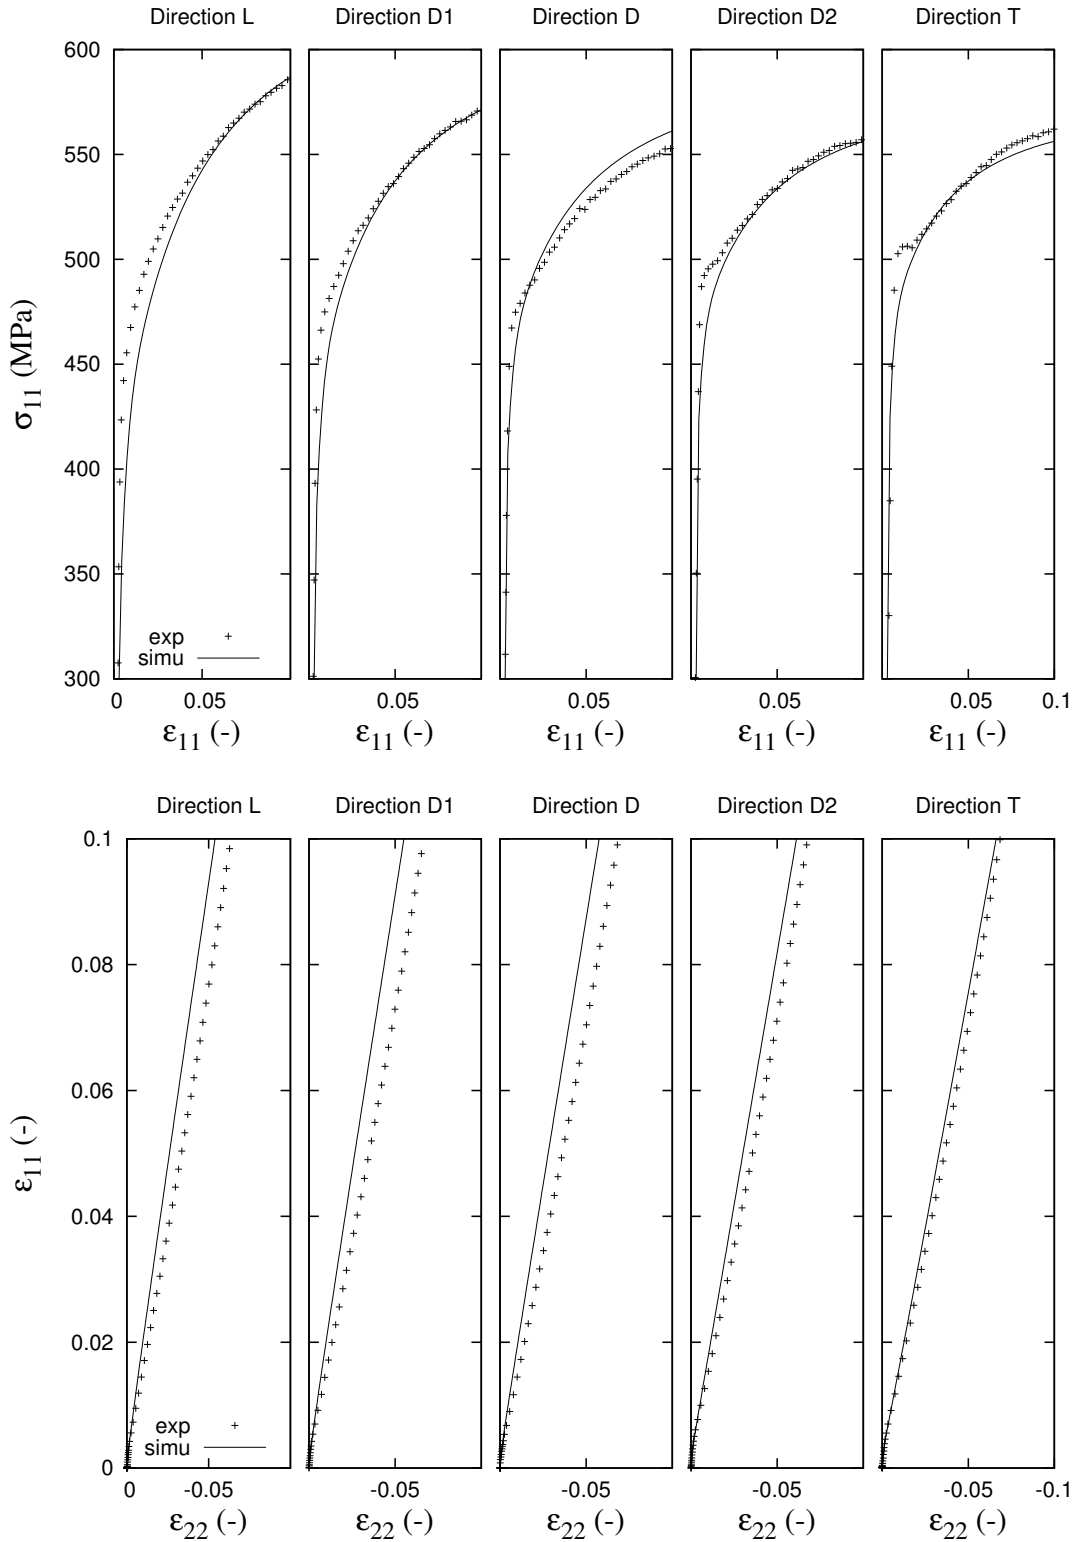 Direction L Direction D1 Direction D Direction D2 Direction T
600
550
500
450
400
350
300
σ11 (MPa)
exp
simu
0 0.05 0.05 0.05 0.05 0.05 0.1
ε11 (-) ε11 (-) ε11 (-) ε11 (-) ε11 (-)
Direction L Direction D1 Direction D Direction D2 Direction T
0.1
0.08
0.06
0.04
0.02
0
ε11 (-)
exp
simu
0 -0.05 -0.05 -0.05 -0.05 -0.05 -0.1
ε22 (-) ε22 (-) ε22 (-) ε22 (-) ε22 (-)